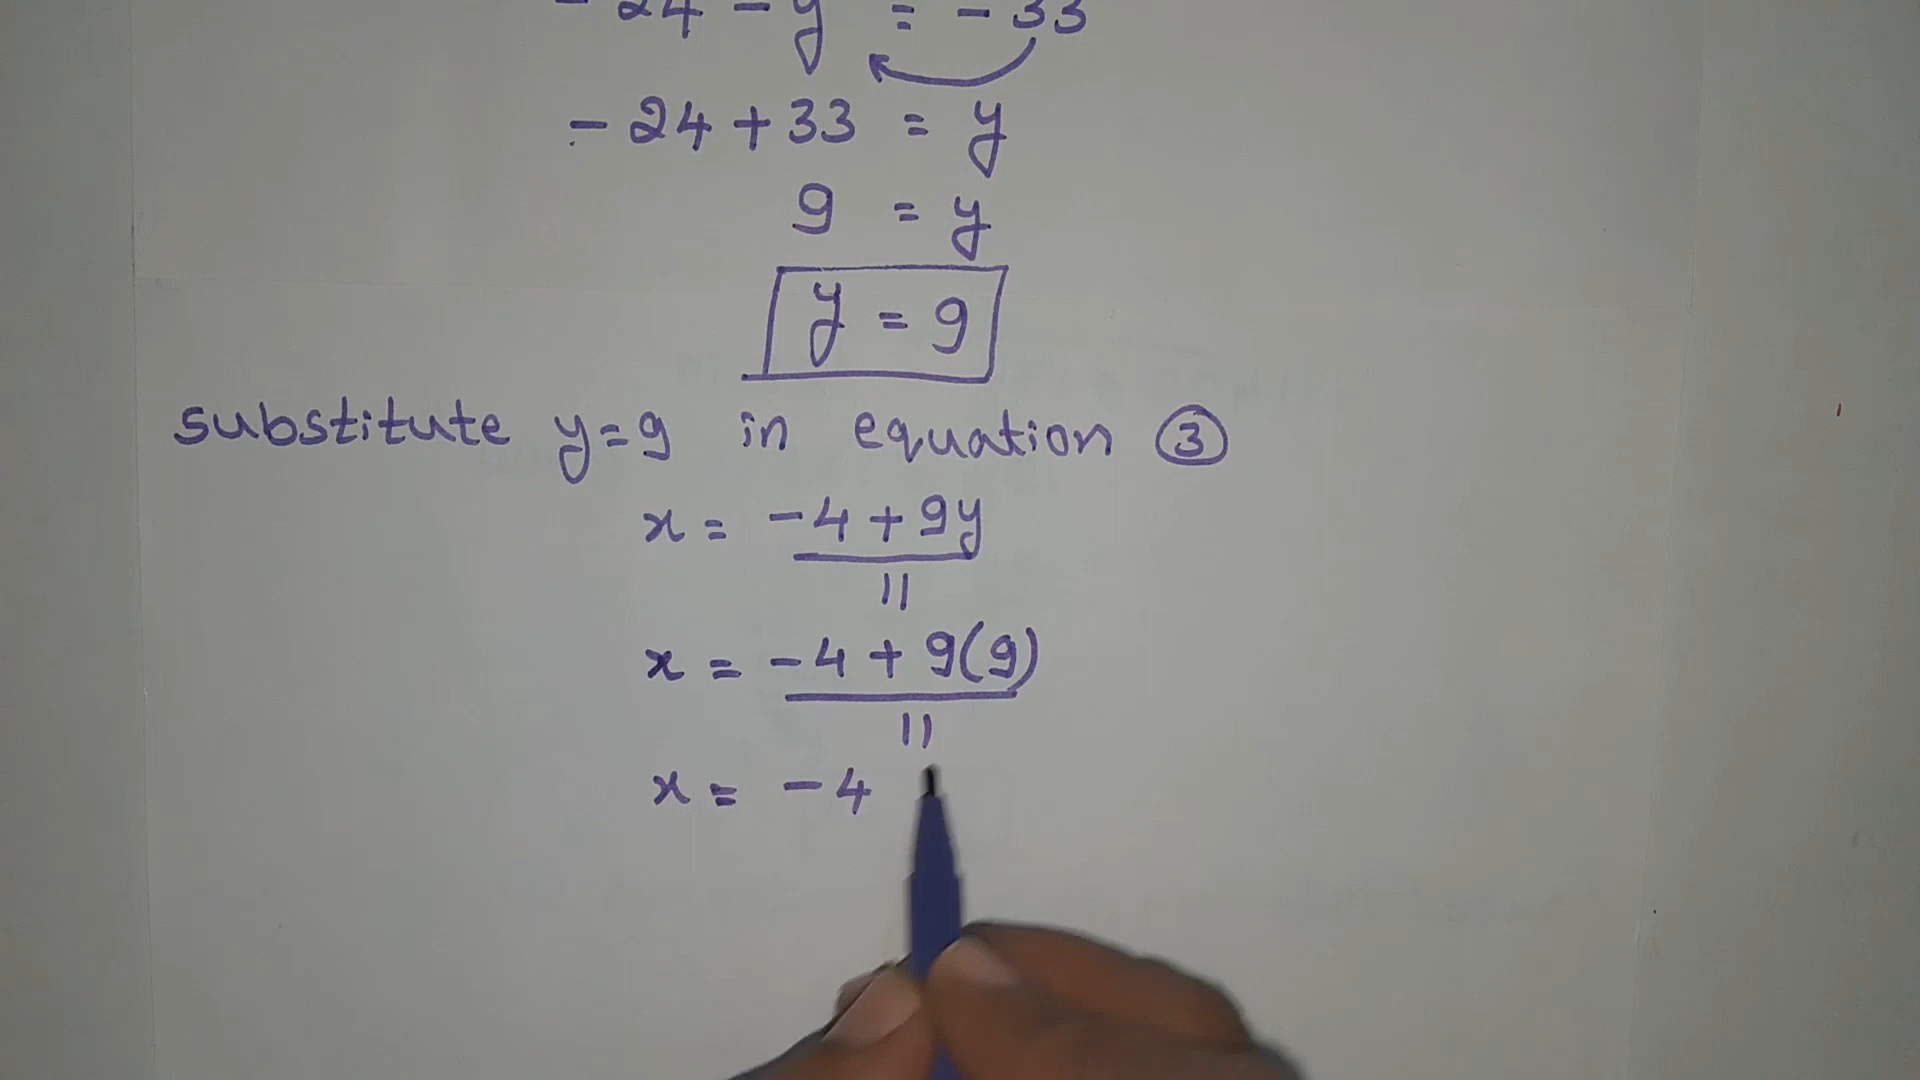 - 24 - y = - 33
- 24 + 33 = y
9 = y
y = 9
substitute y=9 in equation ③
x = -4 + 9y
11
x = -4 + 9(9)
11
x = -4